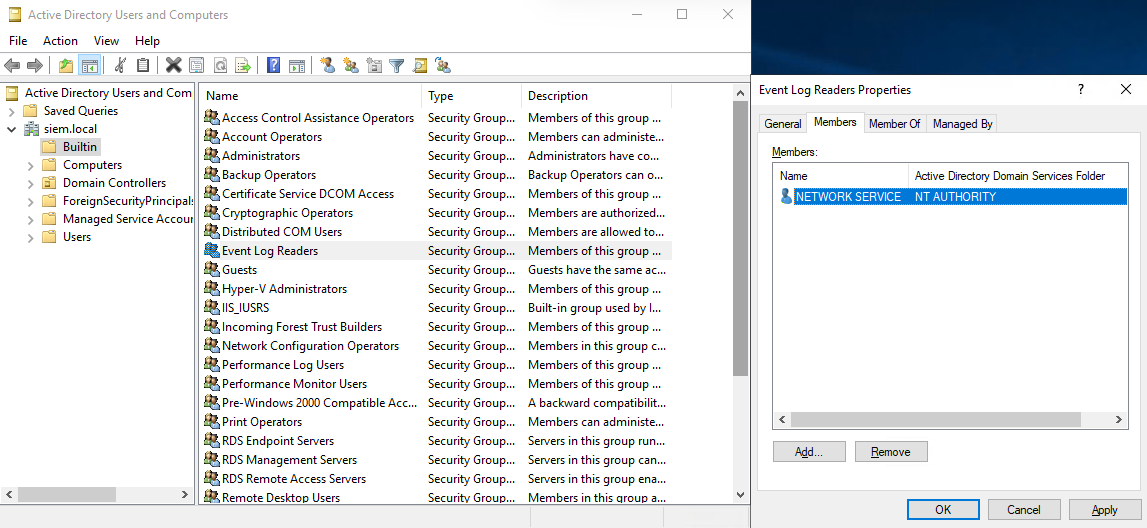 Active Directory Users and Computers
File Action View Help
Active Directory Users and Com
Saved Queries
siem.local
Builtin
Computers
Domain Controllers
ForeignSecurityPrincipals
Managed Service Accour
Users
Name Type Description
Access Control Assistance Operators Security Group... Members of this group ...
Account Operators Security Group... Members can administe...
Administrators Security Group... Administrators have co...
Backup Operators Security Group... Backup Operators can o...
Certificate Service DCOM Access Security Group... Members of this group ...
Cryptographic Operators Security Group... Members are authorized...
Distributed COM Users Security Group... Members are allowed to...
Event Log Readers Security Group... Members of this group ...
Guests Security Group... Guests have the same ac...
Hyper-V Administrators Security Group... Members of this group ...
IIS_IUSRS Security Group... Built-in group used by I...
Incoming Forest Trust Builders Security Group... Members of this group ...
Network Configuration Operators Security Group... Members in this group c...
Performance Log Users Security Group... Members of this group ...
Performance Monitor Users Security Group... Members of this group ...
Pre-Windows 2000 Compatible Acc... Security Group... A backward compatibilit...
Print Operators Security Group... Members can administe...
RDS Endpoint Servers Security Group... Servers in this group run...
RDS Management Servers Security Group... Servers in this group can...
RDS Remote Access Servers Security Group... Servers in this group ena...
Remote Desktop Users Security Group... Members in this group a...
Event Log Readers Properties
General Members Member Of Managed By
Members:
Name Active Directory Domain Services Folder
NETWORK SERVICE NT AUTHORITY
Add... Remove
OK Cancel Apply